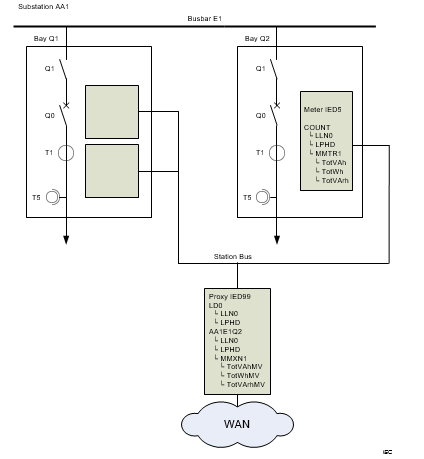 Substation AA1
Busbar E1
Bay Q1
Bay Q2
Q1
Q0
T1
T5
Q1
Q0
T1
T5
Meter IED5
COUNT
└ LLN0
└ LPHD
└ MMTR1
└ TotVAh
└ TotWh
└ TotVArh
Station Bus
Proxy IED99
LD0
└ LLN0
└ LPHD
AA1E1Q2
└ LLN0
└ LPHD
└ MMXN1
└ TotVAhMV
└ TotWhMV
└ TotVArhMV
WAN
IEC